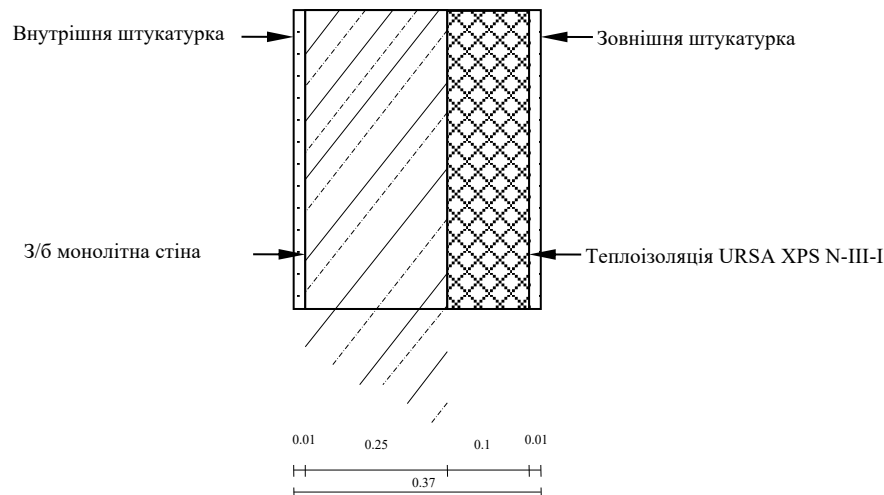 Внутрішня штукатурка
Зовнішня штукатурка
З/б монолітна стіна
Теплоізоляція URSA XPS N-III-I
0.01
0.25
0.1
0.01
0.37